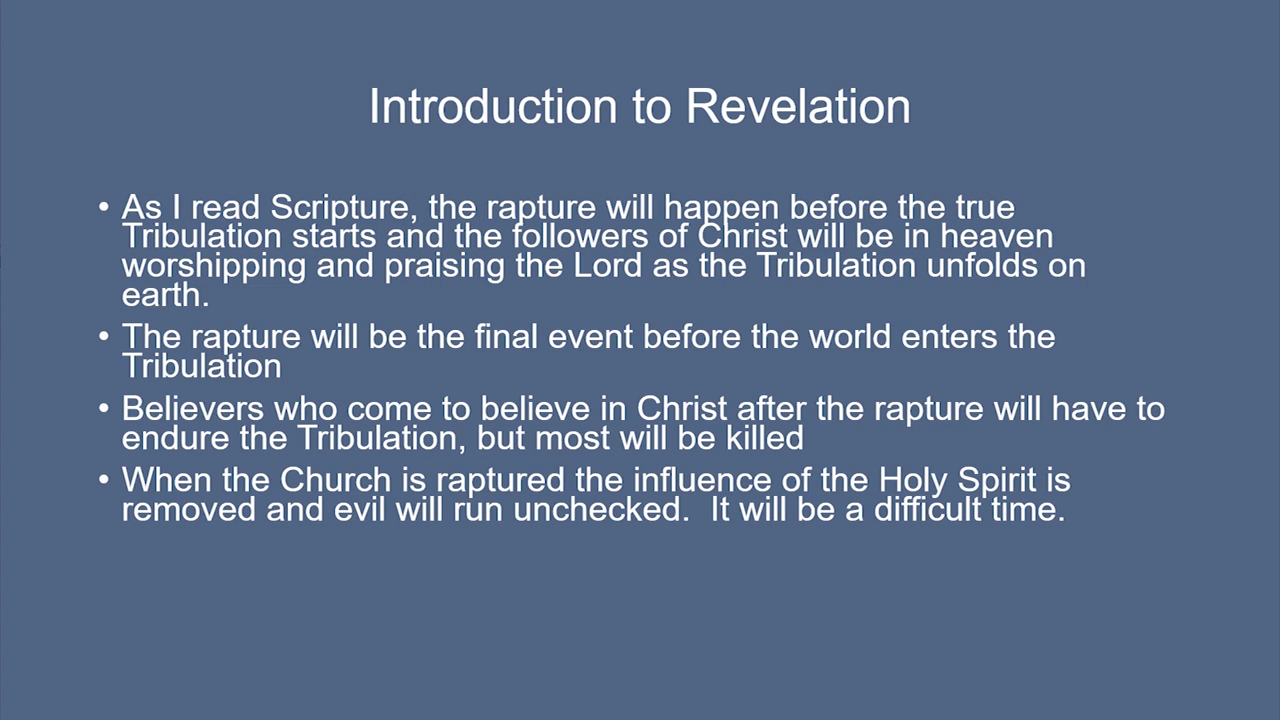 Introduction to Revelation
• As I read Scripture, the rapture will happen before the true
Tribulation starts and the followers of Christ will be in heaven
worshipping and praising the Lord as the Tribulation unfolds on
earth.
• The rapture will be the final event before the world enters the
Tribulation
• Believers who come to believe in Christ after the rapture will have to
endure the Tribulation, but most will be killed
• When the Church is raptured the influence of the Holy Spirit is
removed and evil will run unchecked.  It will be a difficult time.